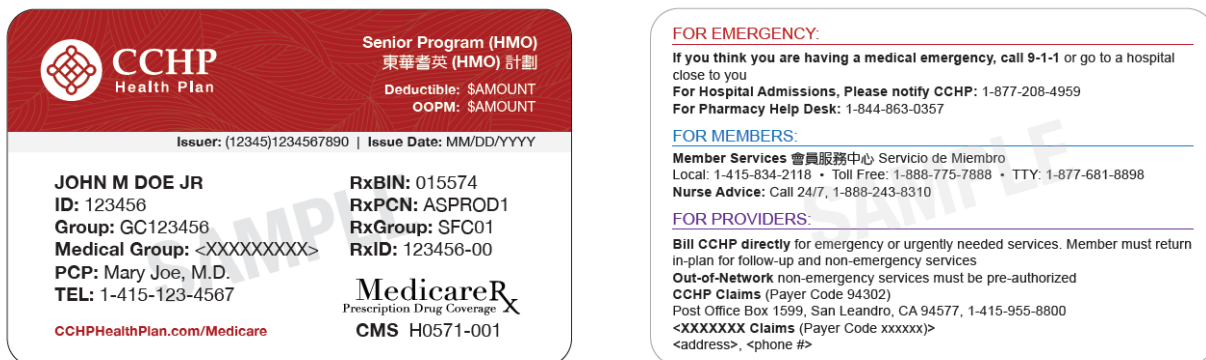 CCHP
Health Plan
Senior Program (HMO)
東華耆英 (HMO) 計劃
Deductible: $AMOUNT
OOPM: $AMOUNT
Issuer: (12345)1234567890 | Issue Date: MM/DD/YYYY
JOHN M DOE JR
ID: 123456
Group: GC123456
Medical Group: <XXXXXXXXX>
PCP: Mary Joe, M.D.
TEL: 1-415-123-4567
CCHPHealthPlan.com/Medicare
RxBIN: 015574
RxPCN: ASPROD1
RxGroup: SFC01
RxID: 123456-00
MedicareRx
Prescription Drug Coverage
CMS H0571-001
SAMPLE
FOR EMERGENCY:
If you think you are having a medical emergency, call 9-1-1 or go to a hospital
close to you
For Hospital Admissions, Please notify CCHP: 1-877-208-4959
For Pharmacy Help Desk: 1-844-863-0357
FOR MEMBERS:
Member Services 會員服務中心 Servicio de Miembro
Local: 1-415-834-2118 • Toll Free: 1-888-775-7888 • TTY: 1-877-681-8898
Nurse Advice: Call 24/7, 1-888-243-8310
FOR PROVIDERS:
Bill CCHP directly for emergency or urgently needed services. Member must return
in-plan for follow-up and non-emergency services
Out-of-Network non-emergency services must be pre-authorized
CCHP Claims (Payer Code 94302)
Post Office Box 1599, San Leandro, CA 94577, 1-415-955-8800
<XXXXXXX Claims (Payer Code xxxxxx)>
<address>, <phone #>
SAMPLE